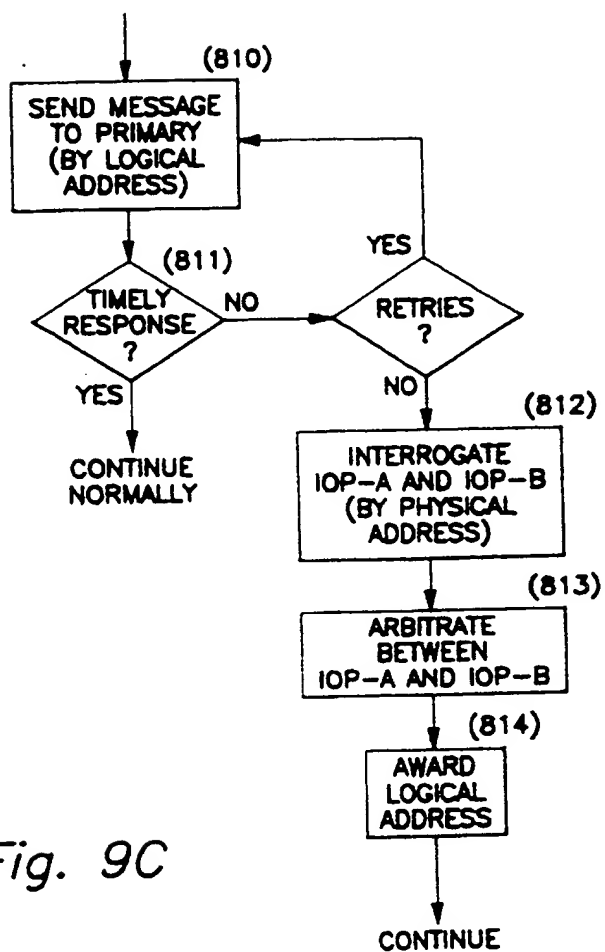 (810)
SEND MESSAGE
TO PRIMARY
(BY LOGICAL
ADDRESS)
(811)
TIMELY
RESPONSE
?
NO
YES
CONTINUE
NORMALLY
YES
RETRIES
?
NO
(812)
INTERROGATE
IOP-A AND IOP-B
(BY PHYSICAL
ADDRESS)
(813)
ARBITRATE
BETWEEN
IOP-A AND IOP-B
(814)
AWARD
LOGICAL
ADDRESS
CONTINUE
Fig. 9C